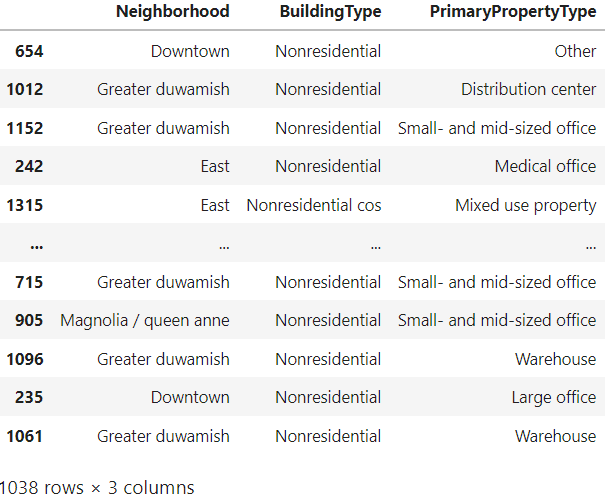 Neighborhood BuildingType PrimaryPropertyType
654 Downtown Nonresidential Other
1012 Greater duwamish Nonresidential Distribution center
1152 Greater duwamish Nonresidential Small- and mid-sized office
242 East Nonresidential Medical office
1315 East Nonresidential cos Mixed use property
... ... ... ...
715 Greater duwamish Nonresidential Small- and mid-sized office
905 Magnolia / queen anne Nonresidential Small- and mid-sized office
1096 Greater duwamish Nonresidential Warehouse
235 Downtown Nonresidential Large office
1061 Greater duwamish Nonresidential Warehouse
1038 rows × 3 columns